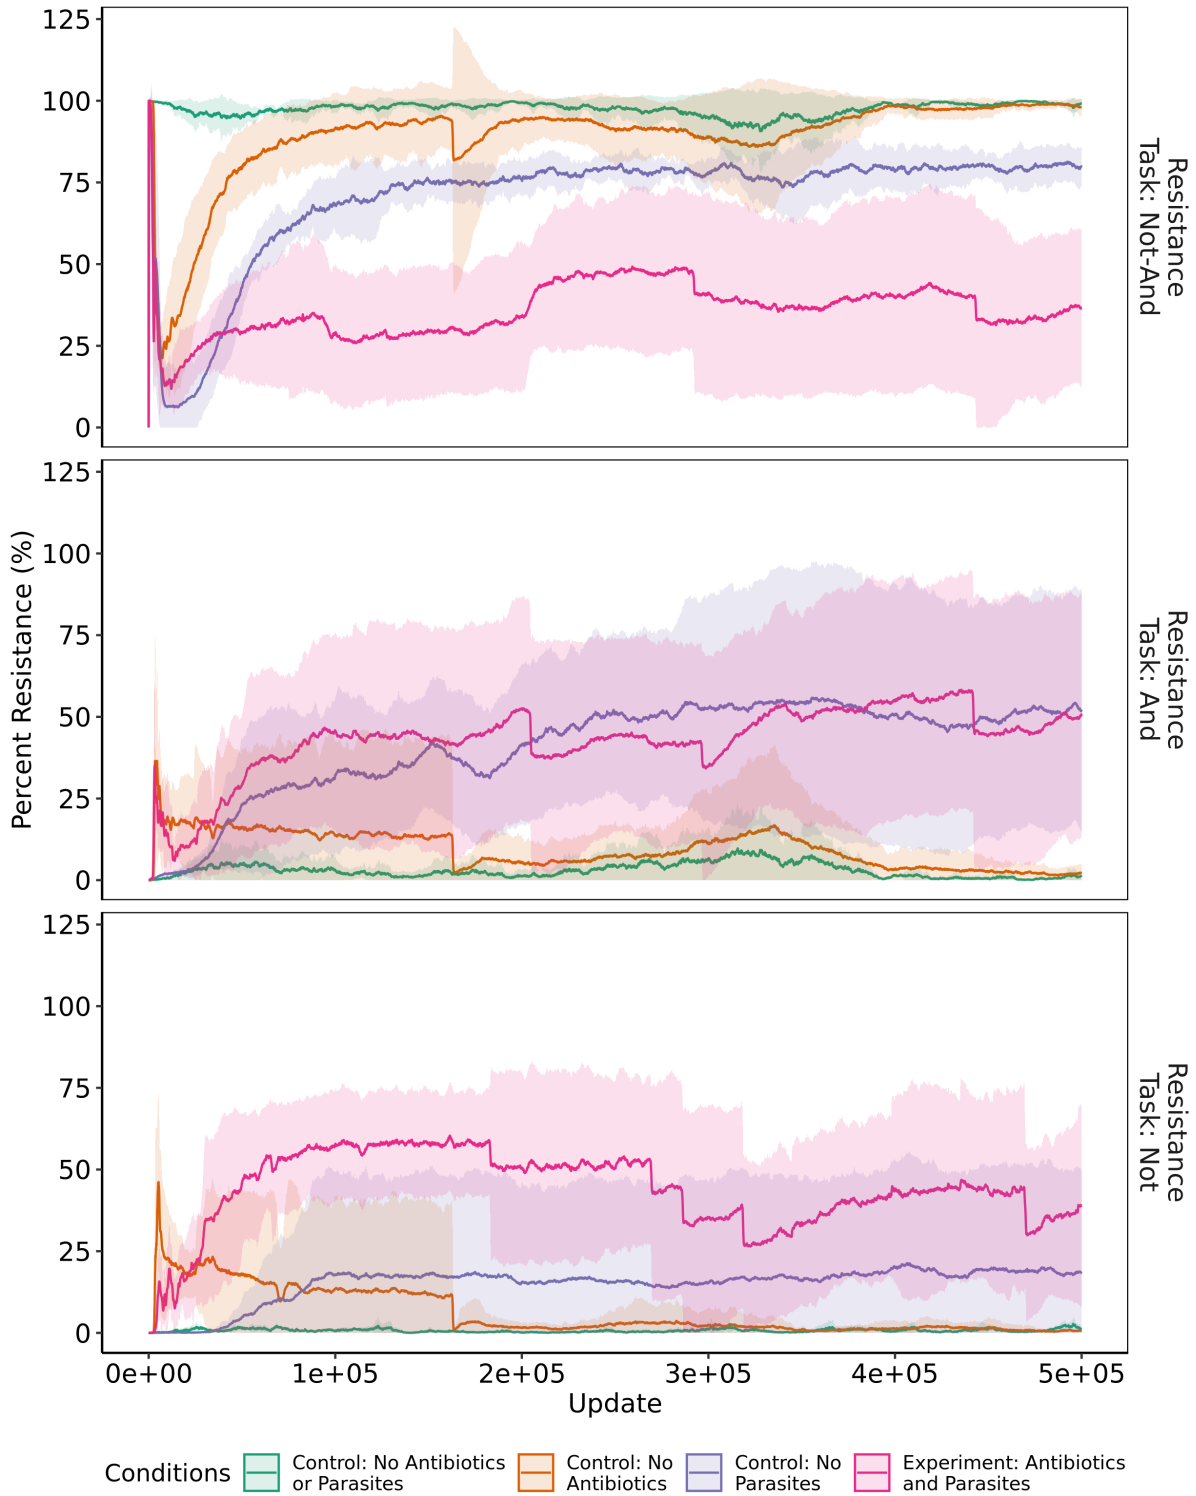 125
100
75
50
25
0
Resistance
Task: Not-And
125
100
75
50
25
0
Resistance
Task: And
Percent Resistance (%)
125
100
75
50
25
0
Resistance
Task: Not
0e+00 1e+05 2e+05 3e+05 4e+05 5e+05
Update
Conditions
Control: No Antibiotics
or Parasites
Control: No
Antibiotics
Control: No
Parasites
Experiment: Antibiotics
and Parasites